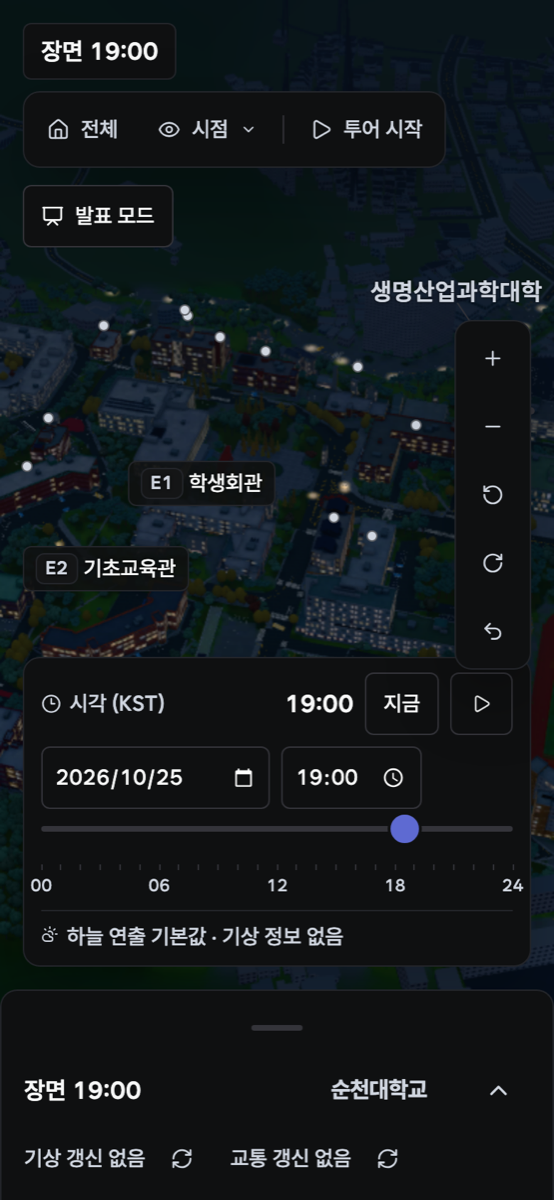 장면 19:00
전체 시점 투어 시작
발표 모드
생명산업과학대학
E1 학생회관
E2 기초교육관
시각 (KST) 19:00 지금
2026/10/25 19:00
00 06 12 18 24
하늘 연출 기본값 · 기상 정보 없음
장면 19:00 순천대학교
기상 갱신 없음 교통 갱신 없음